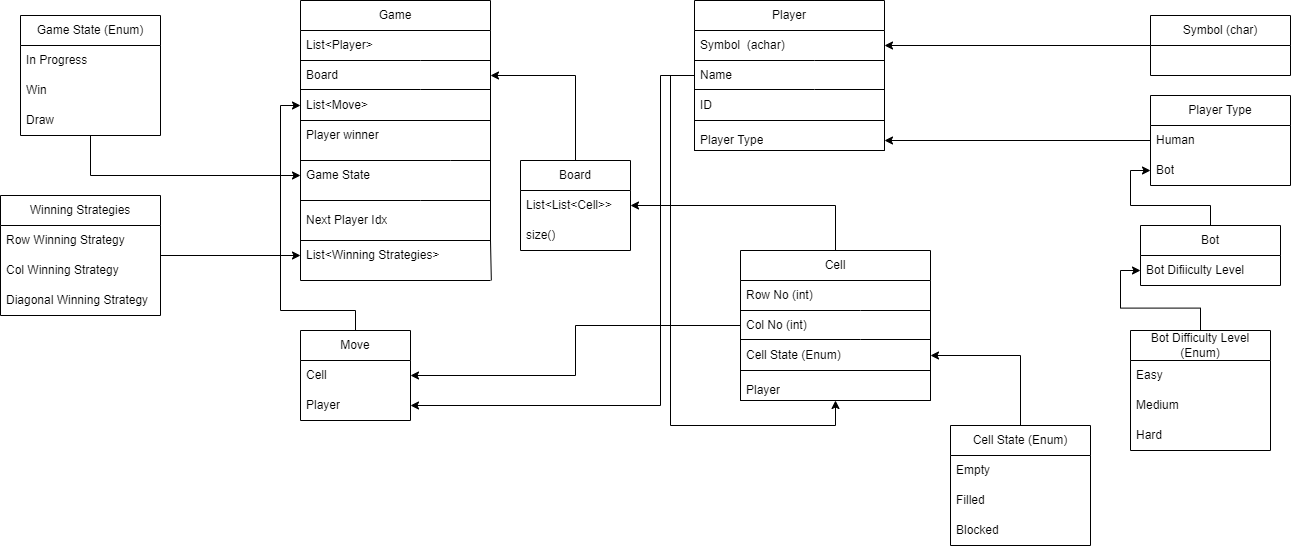 Game State (Enum)
In Progress
Win
Draw
Winning Strategies
Row Winning Strategy
Col Winning Strategy
Diagonal Winning Strategy
Game
List<Player>
Board
List<Move>
Player winner
Game State
Next Player Idx
List<Winning Strategies>
Move
Cell
Player
Board
List<List<Cell>>
size()
Player
Symbol (achar)
Name
ID
Player Type
Cell
Row No (int)
Col No (int)
Cell State (Enum)
Player
Cell State (Enum)
Empty
Filled
Blocked
Symbol (char)
Player Type
Human
Bot
Bot
Bot Difiiculty Level
Bot Difficulty Level
(Enum)
Easy
Medium
Hard